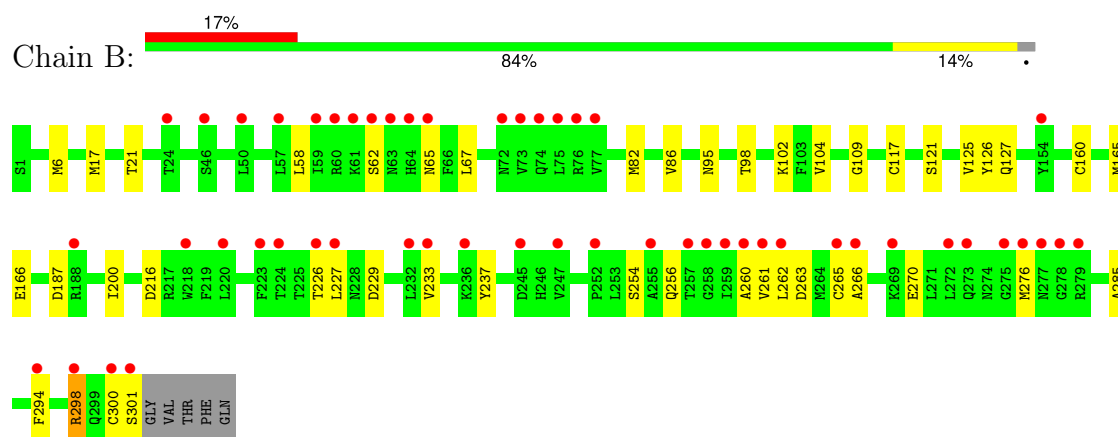 17%
Chain B:
84% 14% •
S1 M6 M17 T21 T24 S46 L50 L57 L58 I59 R60 K61 S62 N63 H64 N65 F66 L67 N72 V73 Q74 L75 R76 V77 M82 V86 N95 T98 K102 F103 V104 G109 C117 S121 V125 Y126 Q127 Y154 C160 M165
E166 D187 R188 I200 D216 R217 W218 F219 L220 F223 T224 T225 T226 L227 N228 D229 L232 V233 K236 Y237 D245 H246 V247 P252 L253 S254 A255 Q256 T257 G258 I259 A260 V261 L262 D263 M264 C265 A266 K269 E270 L271 L272 Q273 N274 G275 M276 N277 G278 R279 A285
F294 R298 Q299 C300 S301 GLY VAL THR PHE GLN